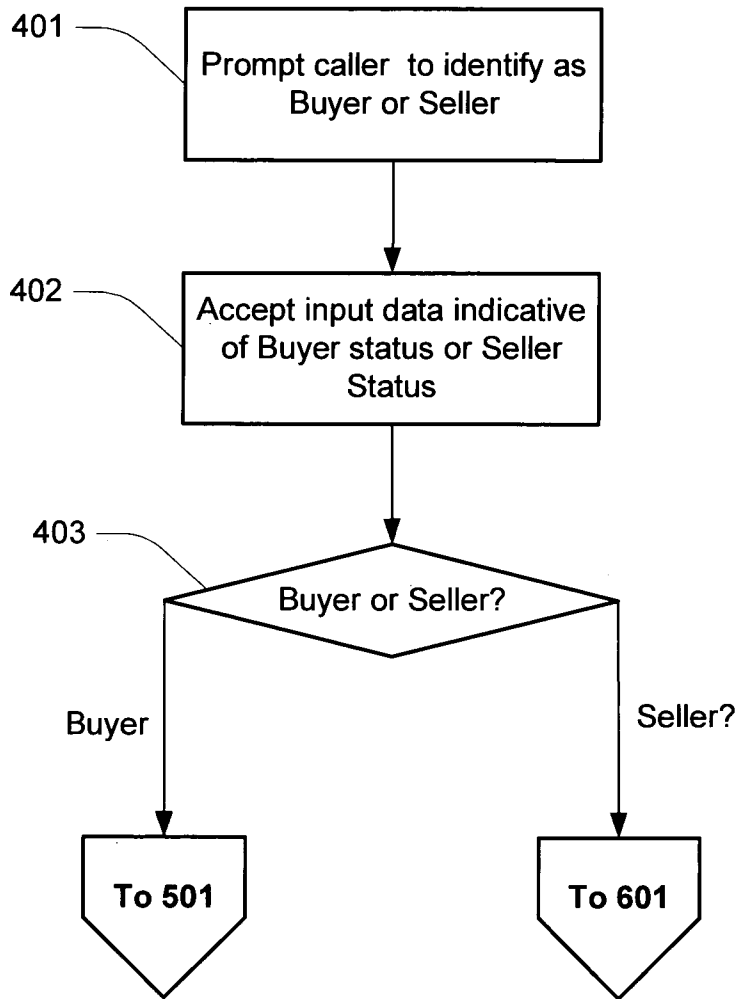 401
Prompt caller to identify as
Buyer or Seller
402
Accept input data indicative
of Buyer status or Seller
Status
403
Buyer or Seller?
Buyer
Seller?
To 501
To 601